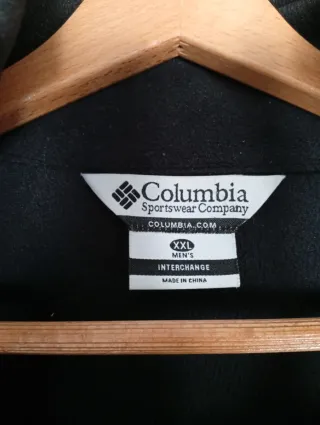 Columbia
Sportswear Company
COLUMBIA.COM
XXL
MEN'S
INTERCHANGE
MADE IN CHINA